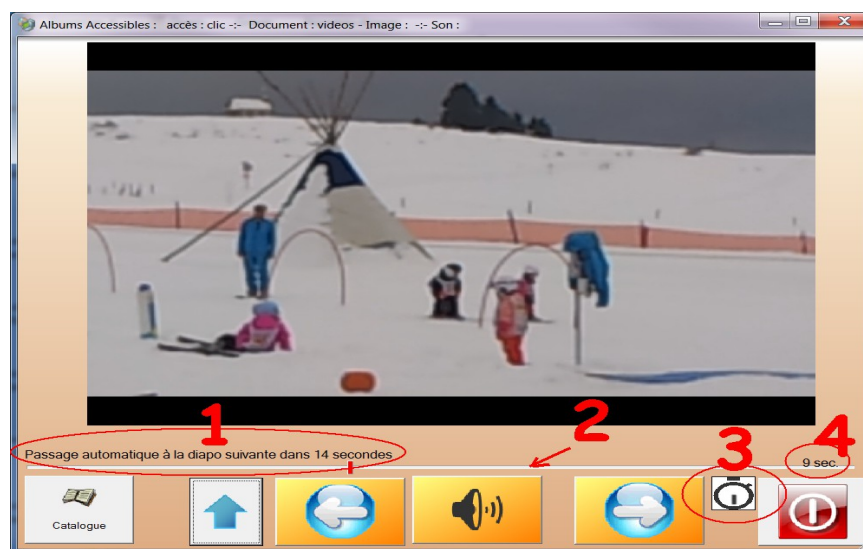 Albums Accessibles : accès : clic -:- Document : videos - Image : -:- Son :
1
2
3
4
Passage automatique à la diapo suivante dans 14 secondes
9 sec.
Catalogue